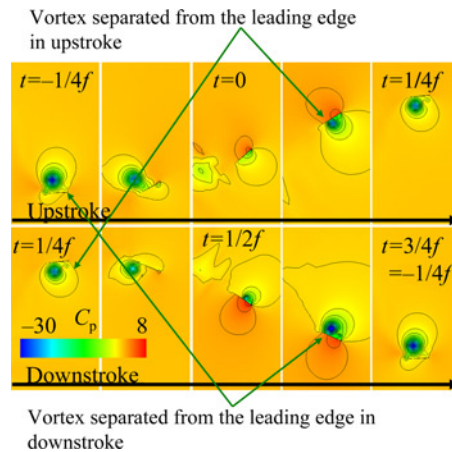 Vortex separated from the leading edge
in upstroke
t=–1/4f
t=0
t=1/4f
Upstroke
t=1/4f
t=1/2f
t=3/4f
=–1/4f
Cp
–30
8
Downstroke
Vortex separated from the leading edge in
downstroke